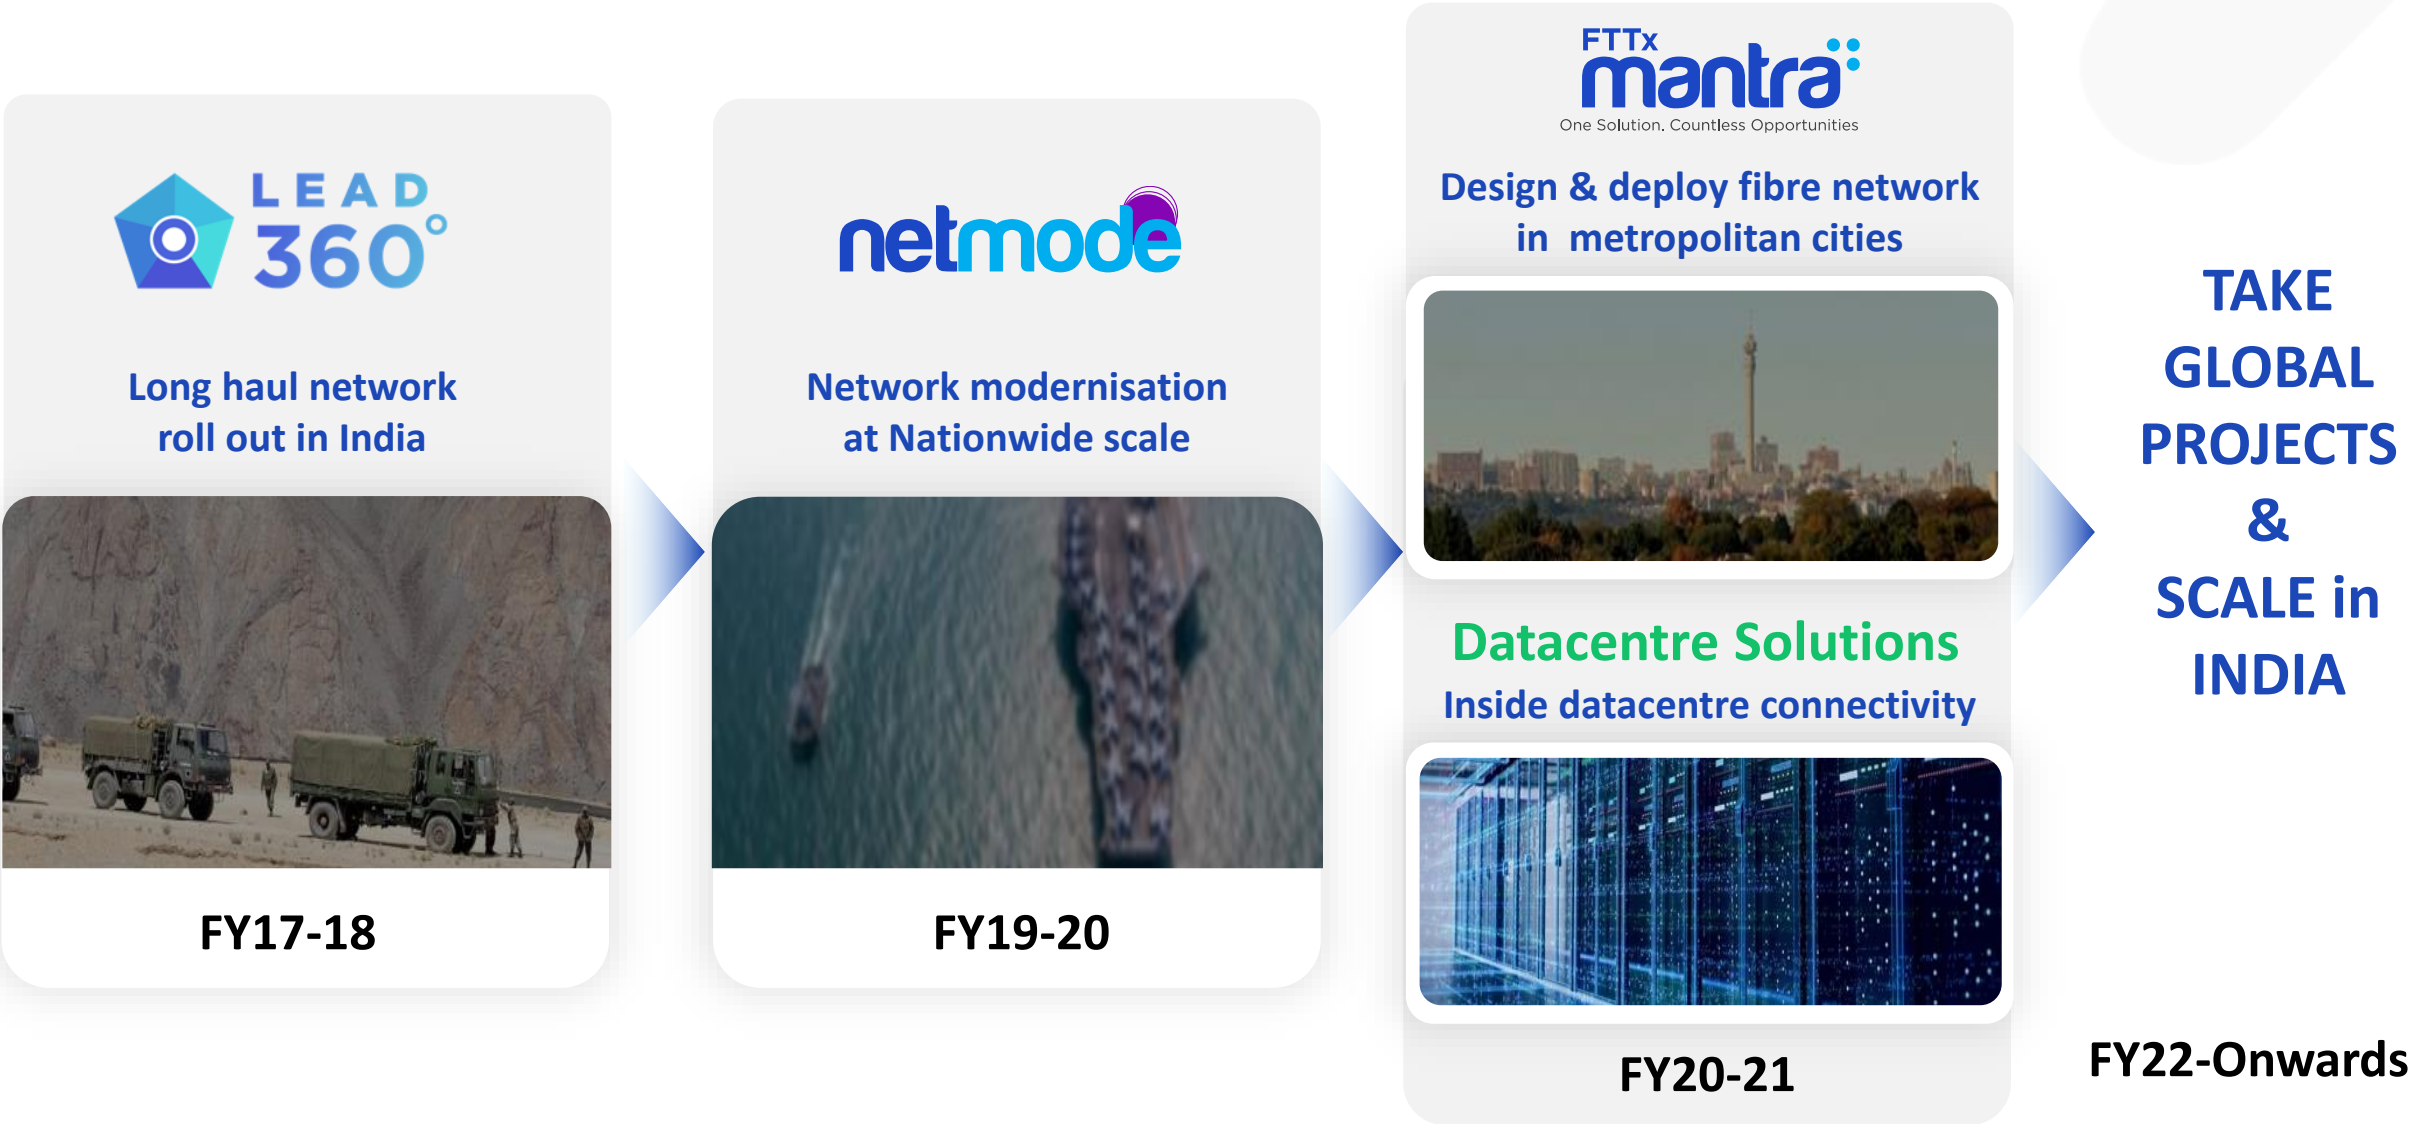 LEAD
360°
Long haul network
roll out in India
FY17-18
netmode
Network modernisation
at Nationwide scale
FY19-20
FTTx
mantra
One Solution. Countless Opportunities
Design & deploy fibre network
in metropolitan cities
Datacentre Solutions
Inside datacentre connectivity
FY20-21
TAKE
GLOBAL
PROJECTS
&
SCALE in
INDIA
FY22-Onwards